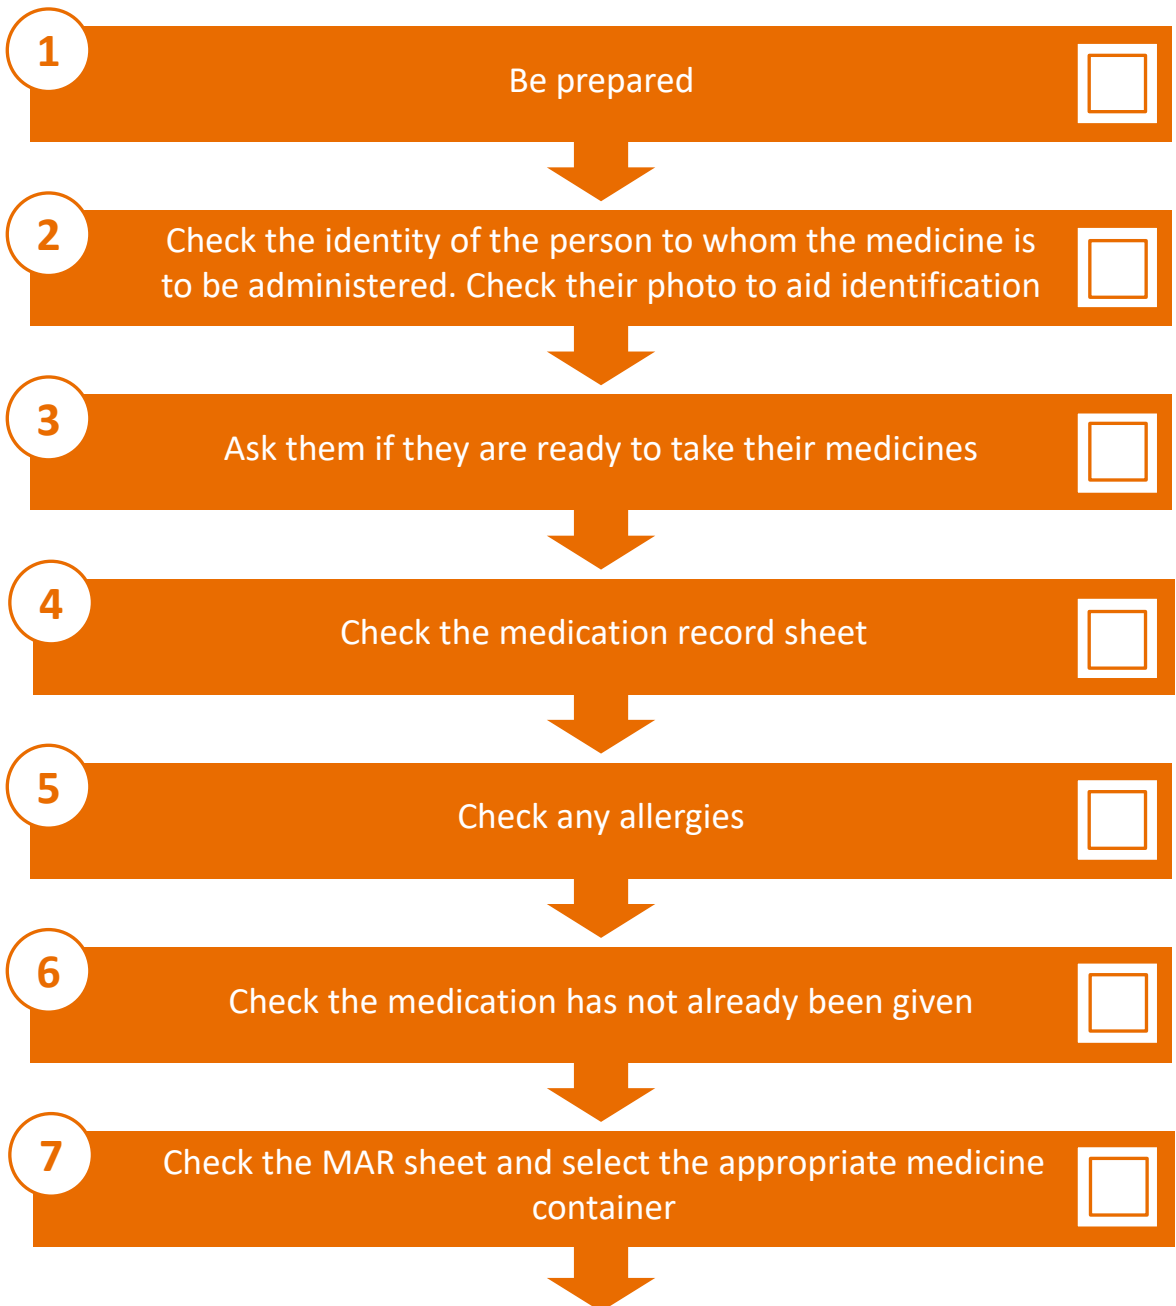 1
Be prepared
2
Check the identity of the person to whom the medicine is
to be administered. Check their photo to aid identification
3
Ask them if they are ready to take their medicines
4
Check the medication record sheet
5
Check any allergies
6
Check the medication has not already been given
7
Check the MAR sheet and select the appropriate medicine
container